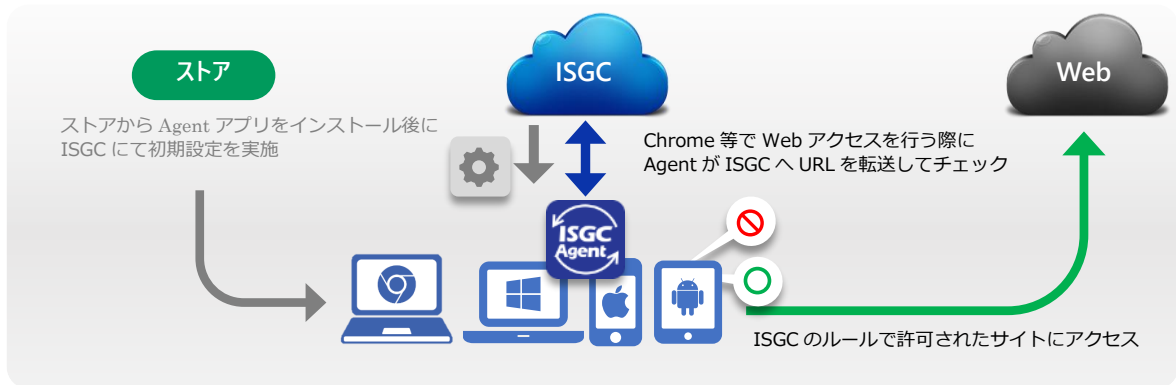 ストア
ISGC
Web
ストアから Agent アプリをインストール後に
ISGC にて初期設定を実施
Chrome 等で Web アクセスを行う際に
Agent が ISGC へ URL を転送してチェック
ISGC
Agent
ISGC のルールで許可されたサイトにアクセス